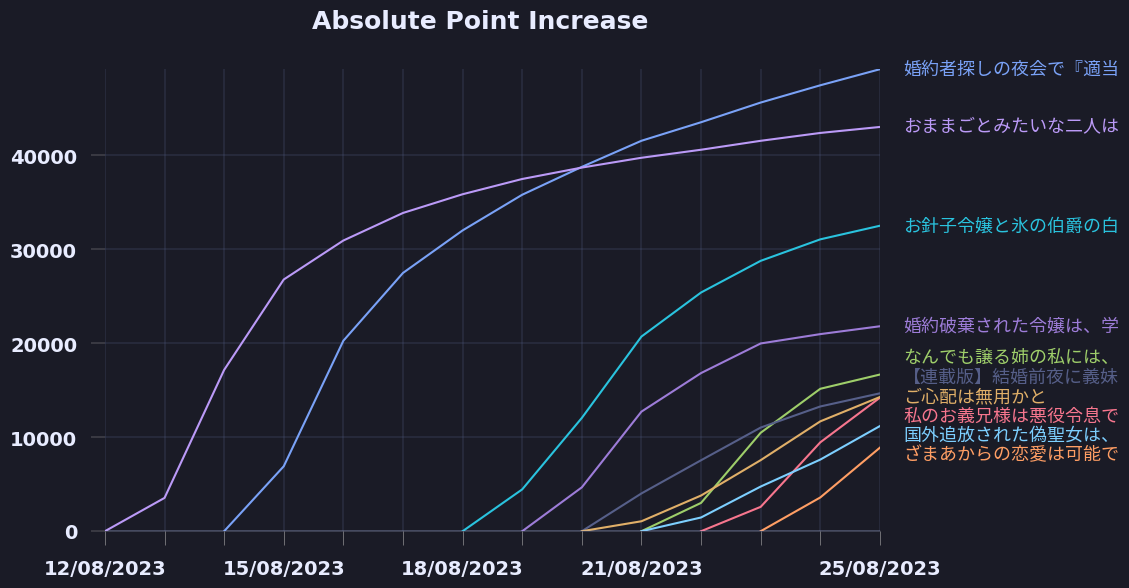 Absolute Point Increase
婚約者探しの夜会で『適当
おままごとみたいな二人は
40000
30000
お針子令嬢と氷の伯爵の白
20000
婚約破棄された令嬢は、学
なんでも譲る姉の私には、
【連載版】結婚前夜に義妹
ご心配は無用かと
私のお義兄様は悪役令息で
10000
国外追放された偽聖女は、
ざまあからの恋愛は可能で
0
12/08/2023 15/08/2023 18/08/2023 21/08/2023 25/08/2023